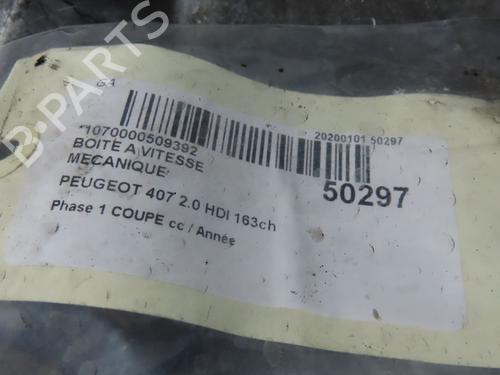 GA
*1070000509392
20200101 50297
BOITE A VITESSE
MECANIQUE
50297
PEUGEOT 407 2.0 HDI 163ch
Phase 1 COUPE cc / Année
B-PARTS